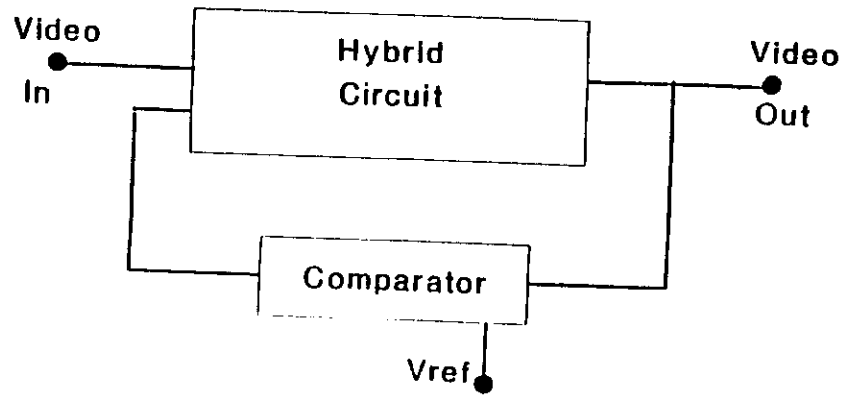 Video
In
Hybrid
Circuit
Video
Out
Comparator
Vref